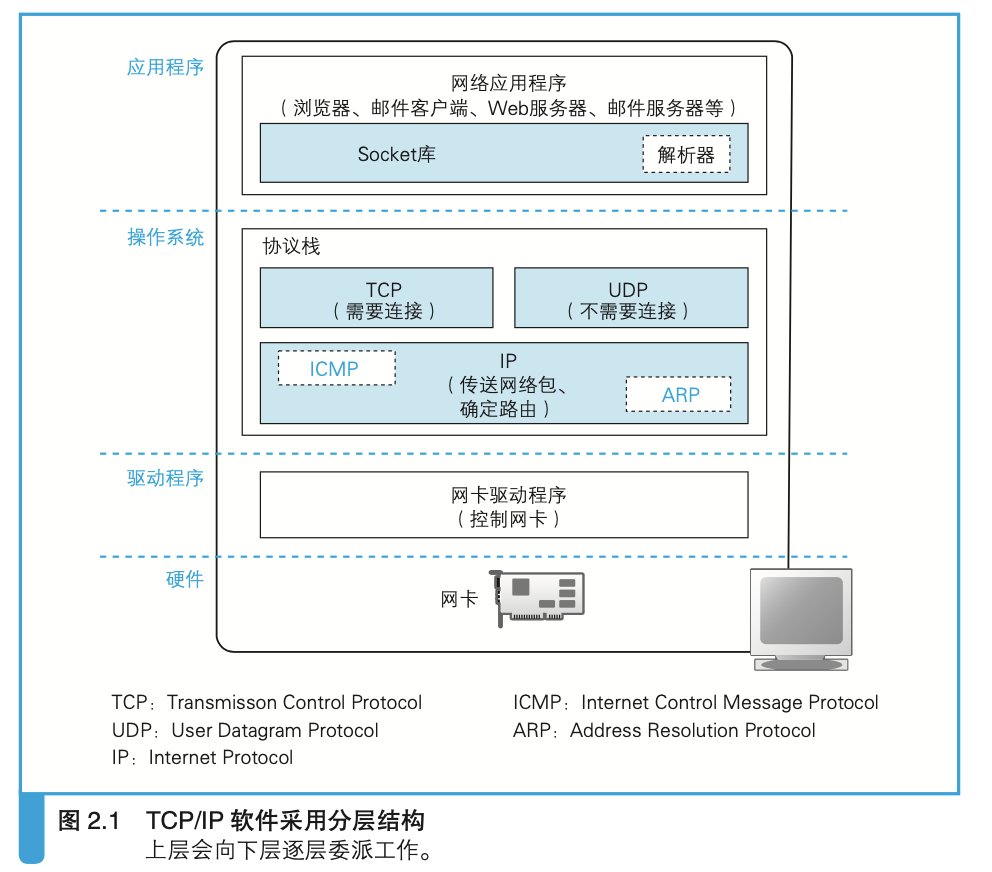 应用程序
网络应用程序
（浏览器、邮件客户端、Web服务器、邮件服务器等）
Socket库
解析器
操作系统
协议栈
TCP
（需要连接）
UDP
（不需要连接）
ICMP
IP
（传送网络包、
确定路由）
ARP
驱动程序
网卡驱动程序
（控制网卡）
硬件
网卡
TCP：Transmisson Control Protocol
UDP：User Datagram Protocol
IP：Internet Protocol
ICMP：Internet Control Message Protocol
ARP：Address Resolution Protocol
图 2.1 TCP/IP 软件采用分层结构
上层会向下层逐层委派工作。